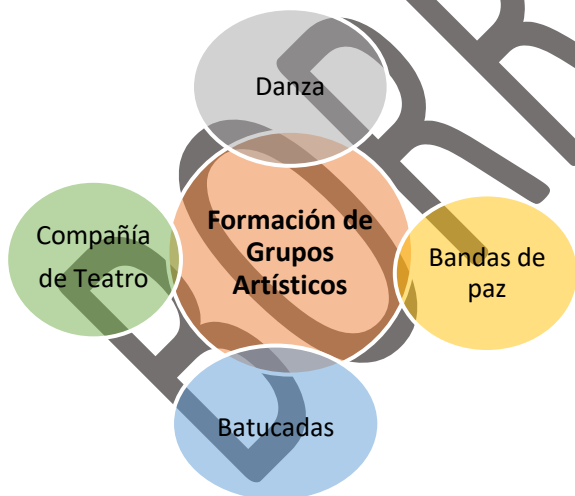 Danza
Formación de
Grupos
Artísticos
Compañía
de Teatro
Bandas de
paz
Batucadas